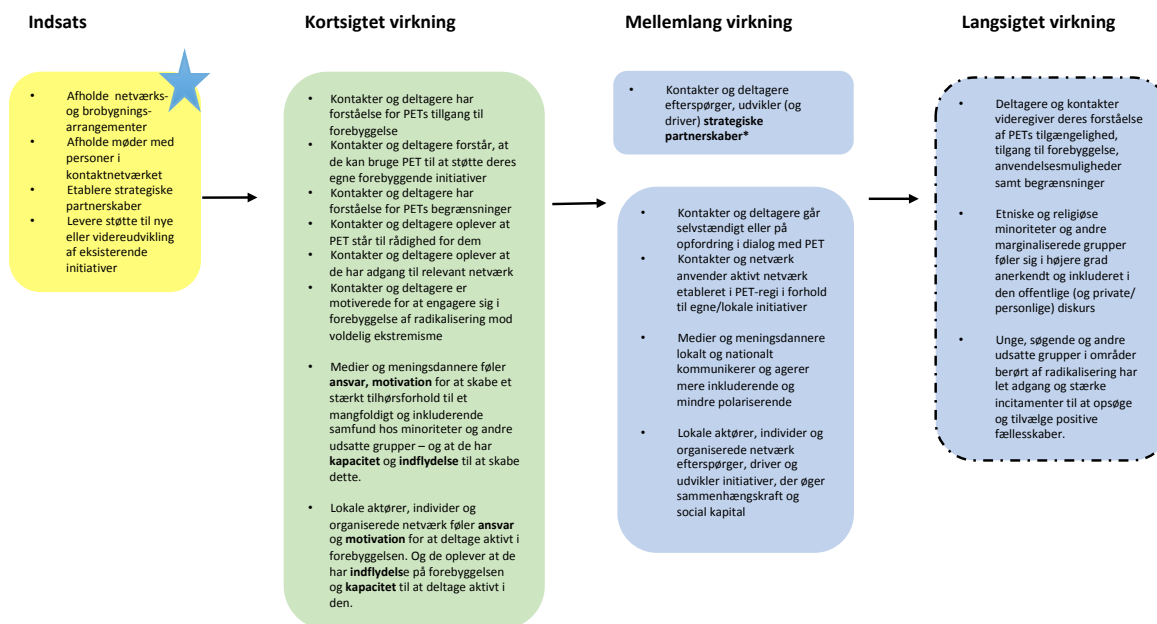 Indsats
Kortsigtet virkning
Mellemlang virkning
Langsigtet virkning
• Afholde netværks-
og brobygnings-
arrangementer
• Afholde møder med
personer i
kontaktnetværket
• Etablere strategiske
partnerskaber
• Levere støtte til nye
eller videreudvikling
af eksisterende
initiativer
• Kontakter og deltagere har
forståelse for PETs tillgang til
forebyggelse
• Kontakter og deltagere forstår, at
de kan bruge PET til at støtte deres
egne forebyggende initiativer
• Kontakter og deltagere har
forståelse for PETs begrænsninger
• Kontakter og deltagere oplever at
PET står til rådighed for dem
• Kontakter og deltagere oplever at
de har adgang til relevant netværk
• Kontakter og deltagere er
motiverede for at engagere sig i
forebyggelse af radikalisering mod
voldelig ekstremisme
• Medier og meningsdannere føler
ansvar, motivation for at skabe et
stærkt tilhørsforhold til et
mangfoldigt og inkluderende
samfund hos minoriteter og andre
udsatte grupper – og at de har
kapacitet og indflydelse til at skabe
dette.
• Lokale aktører, individer og
organiserede netværk føler ansvar
og motivation for at deltage aktivt i
forebyggelsen. Og de oplever at de
har indflydelse på forebyggelsen
og kapacitet til at deltage aktivt i
den.
• Kontakter og deltagere
efterspørger, udvikler (og
driver) strategiske
partnerskaber*
• Kontakter og deltagere går
selvstændigt eller på
opfordring i dialog med PET
• Kontakter og netværk
anvender aktivt netværk
etableret i PET-regi i forhold
til egne/lokale initiativer
• Medier og meningsdannere
lokalt og nationalt
kommunikerer og agerer
mere inkluderende og
mindre polariserende
• Lokale aktører, individer og
organiserede netværk
efterspørger, driver og
udvikler initiativer, der øger
sammenhængskraft og
social kapital
• Deltagere og kontakter
videregiver deres forståelse
af PETs tilgængelighed,
tilgang til forebyggelse,
anvendelsesmuligheder
samt begrænsninger
• Etniske og religiøse
minoriteter og andre
marginaliserede grupper
føler sig i højere grad
anerkendt og inkluderet i
den offentlige (og private/
personlige) diskurs
• Unge, søgende og andre
udsatte grupper i områder
berørt af radikalisering har
let adgang og stærke
incitamenter til at opsøge
og tilvælge positive
fællesskaber.